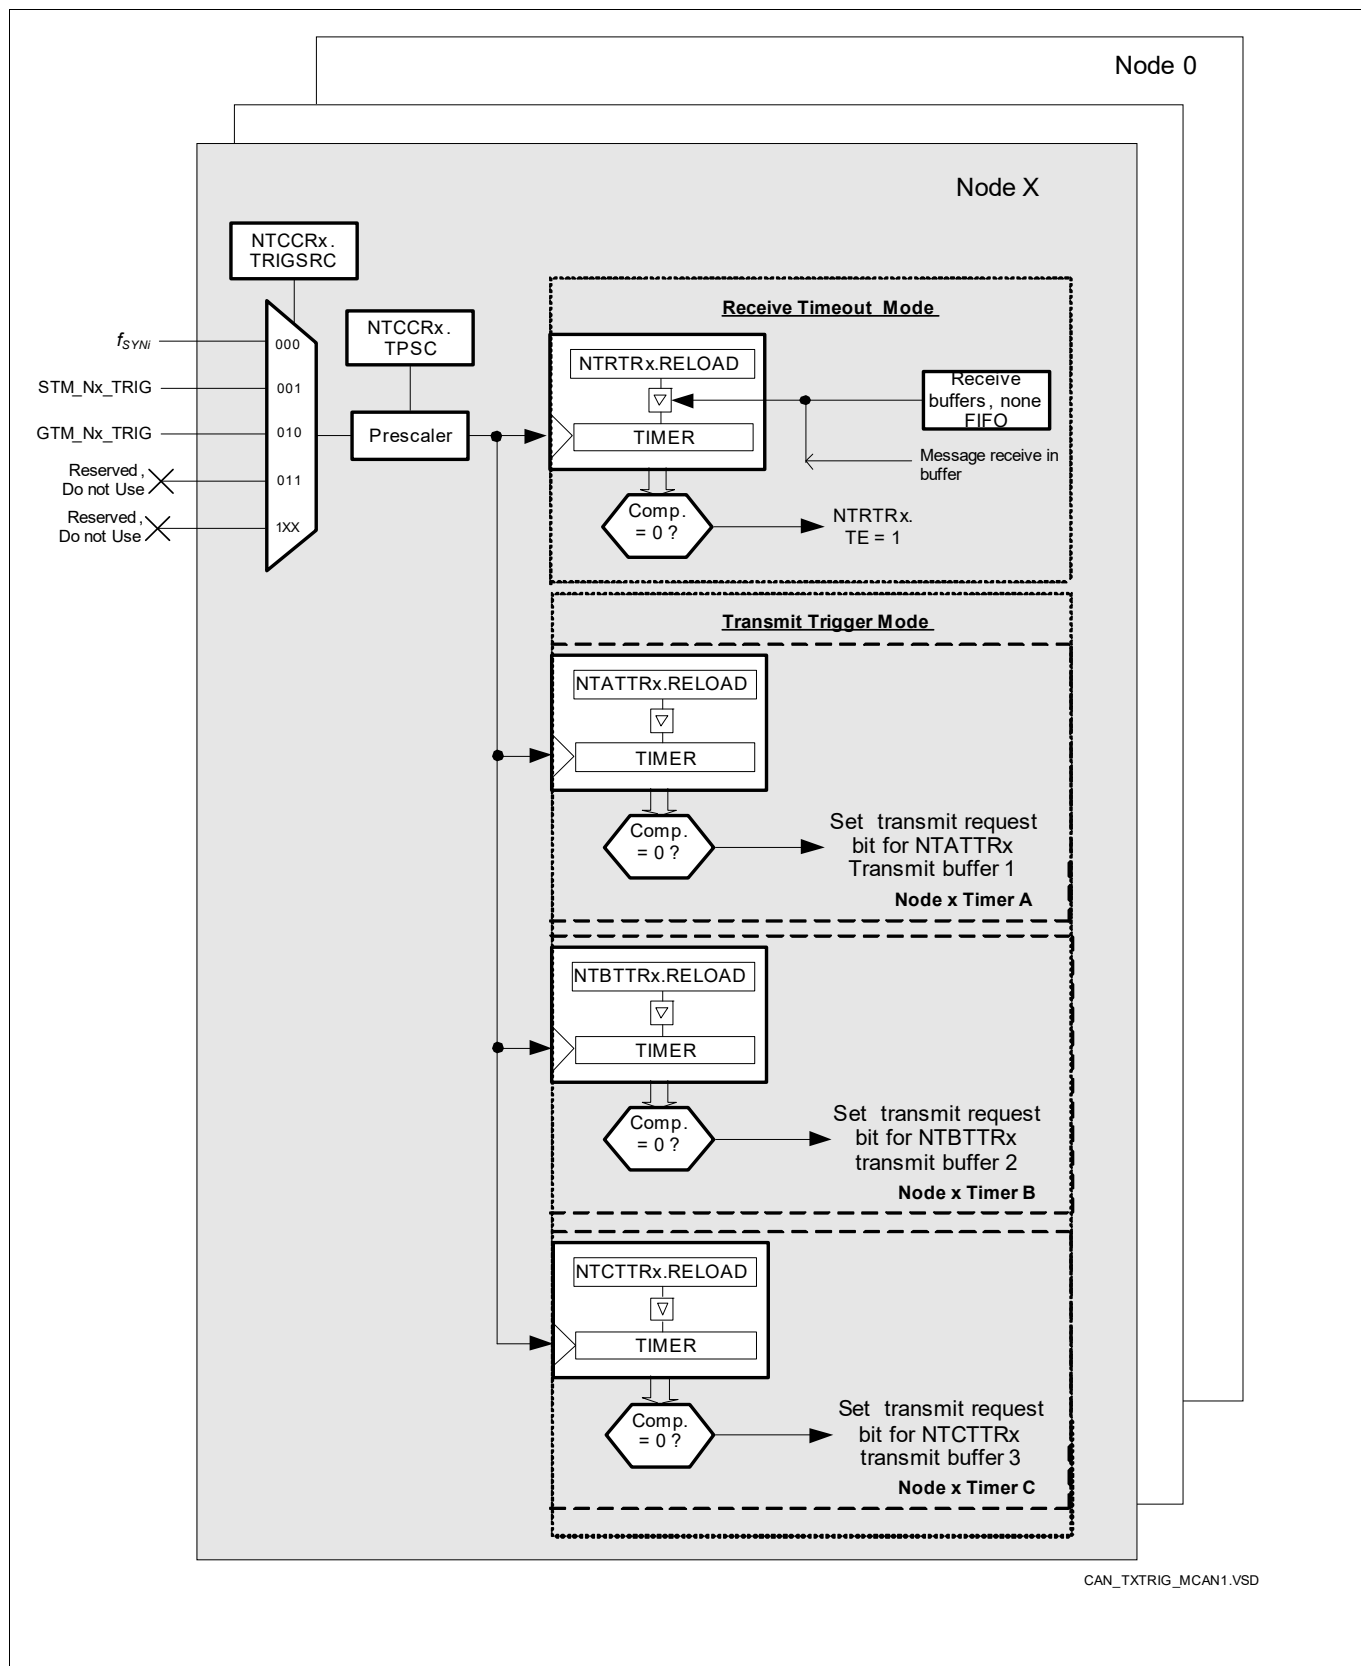 Node 0
Node X
NTCCRx.
TRIGSRC
NTCCRx.
TPSC
fSYNi
STM_Nx_TRIG
GTM_Nx_TRIG
Reserved,
Do not Use
Reserved,
Do not Use
000
001
010
011
1XX
Prescaler
Receive Timeout Mode
NTRTRx.RELOAD
TIMER
Receive
buffers, none
FIFO
Message receive in
buffer
Comp.
= 0 ?
NTRTRx.
TE = 1
Transmit Trigger Mode
NTATTRx.RELOAD
TIMER
Comp.
= 0 ?
Set transmit request
bit for NTATTRx
Transmit buffer 1
Node x Timer A
NTBTTRx.RELOAD
TIMER
Comp.
= 0 ?
Set transmit request
bit for NTBTTRx
transmit buffer 2
Node x Timer B
NTCTTRx.RELOAD
TIMER
Comp.
= 0 ?
Set transmit request
bit for NTCTTRx
transmit buffer 3
Node x Timer C
CAN_TXTRIG_MCAN1.VSD